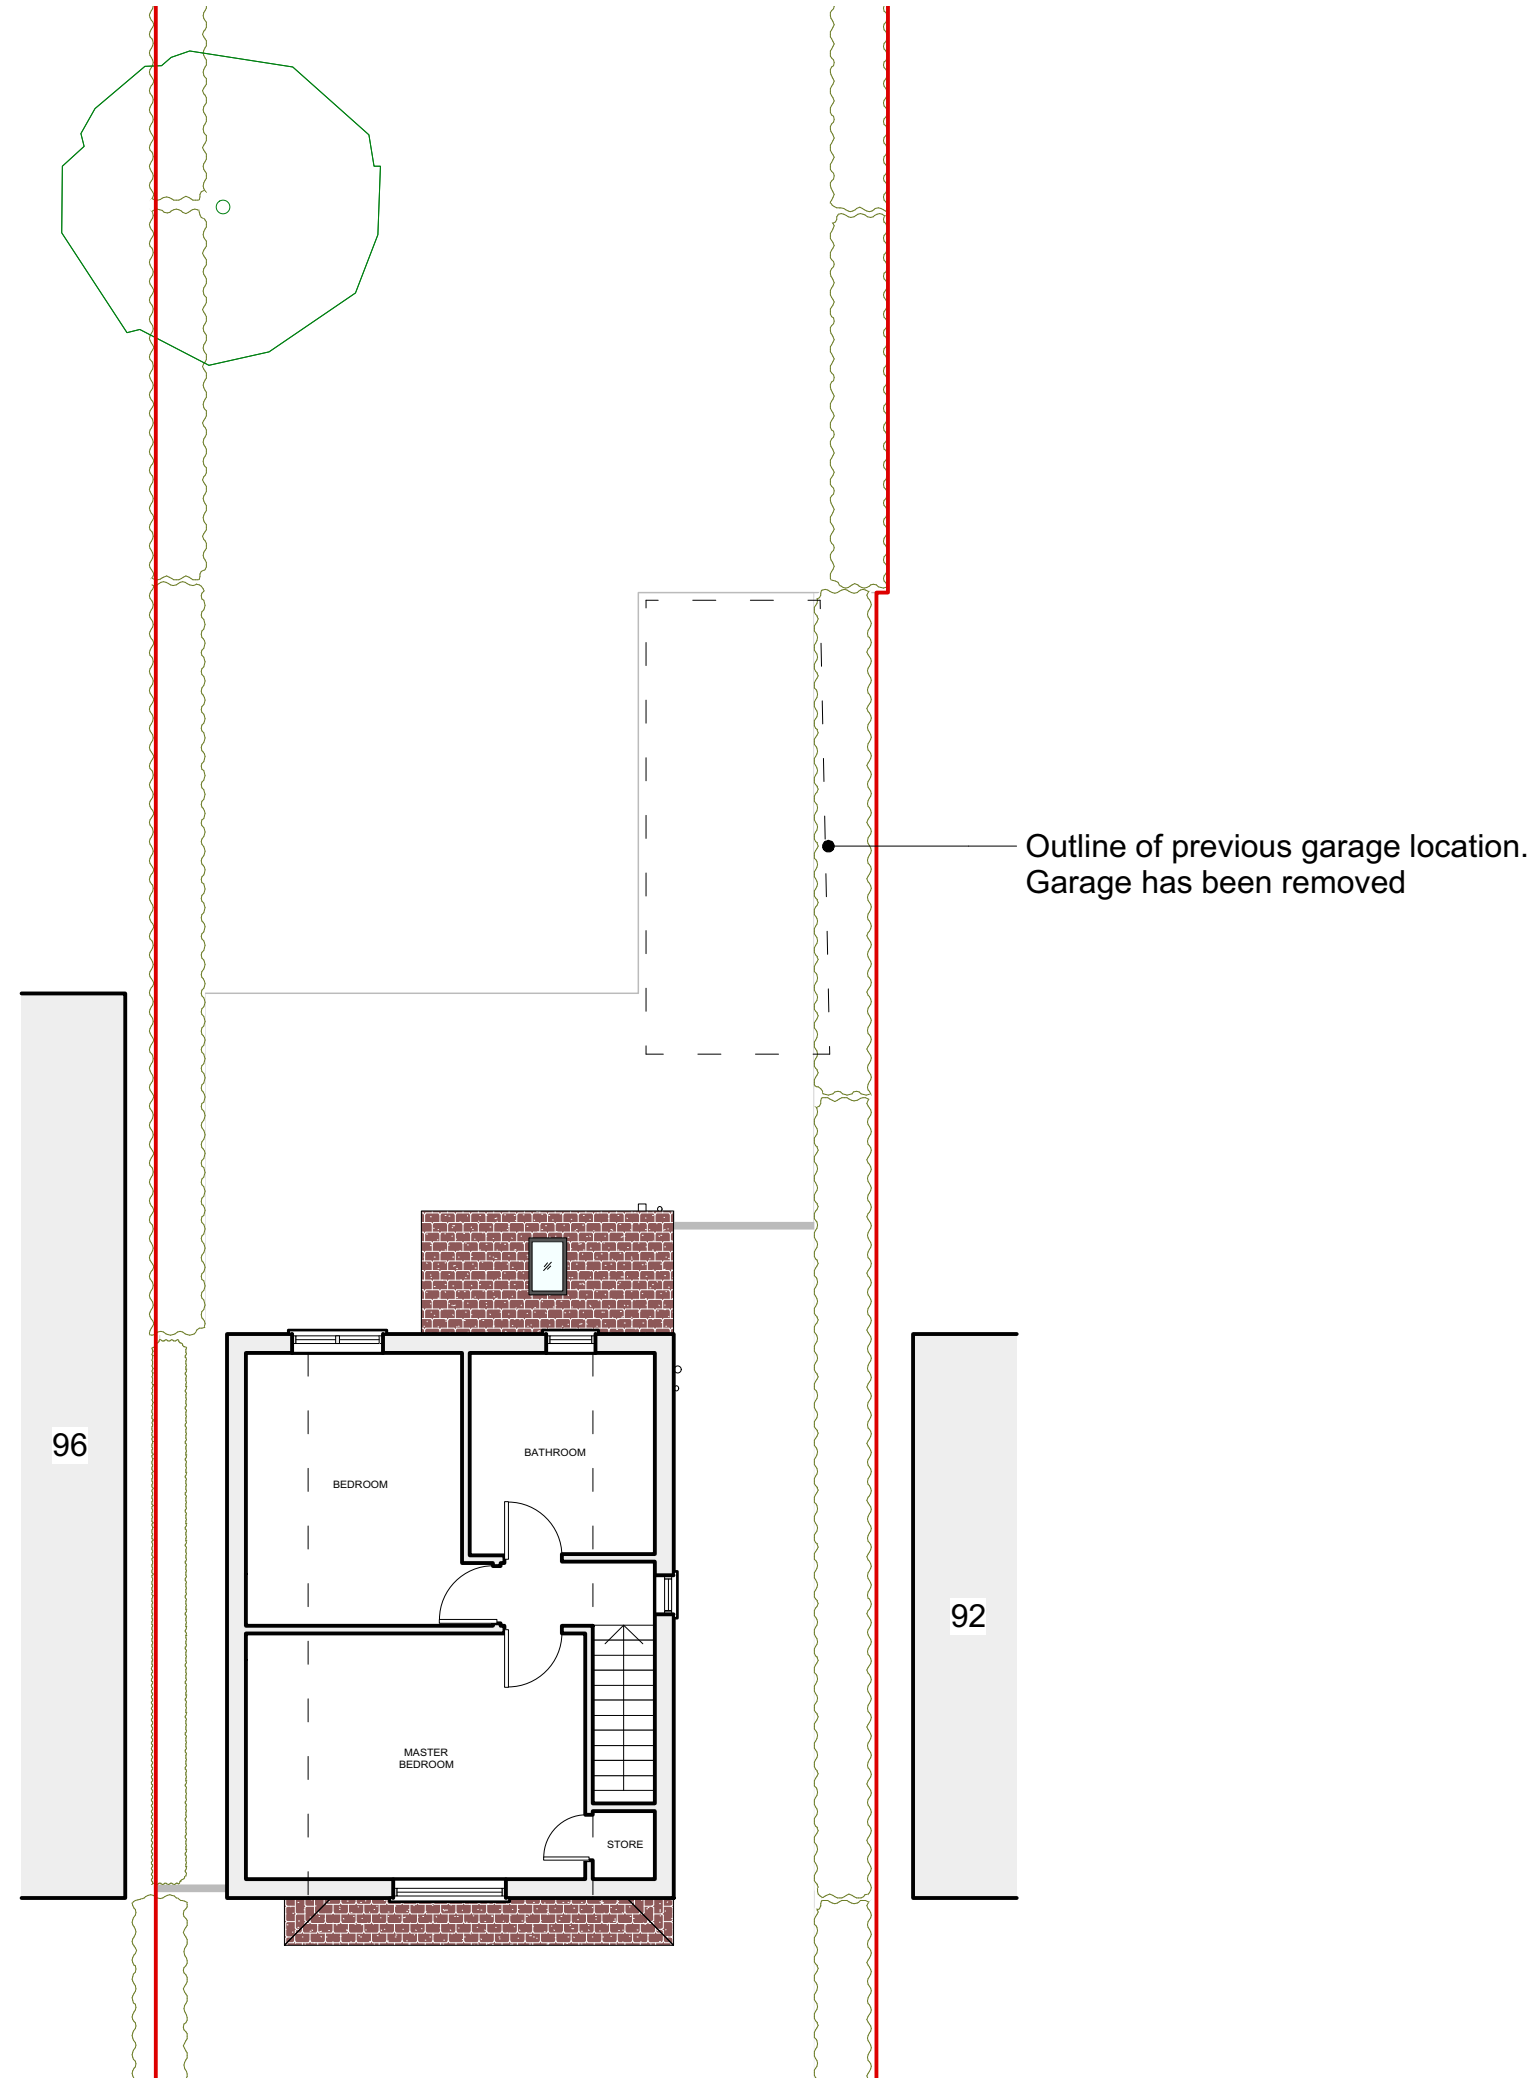 Outline of previous garage location.
Garage has been removed
96
BATHROOM
BEDROOM
92
MASTER
BEDROOM
STORE